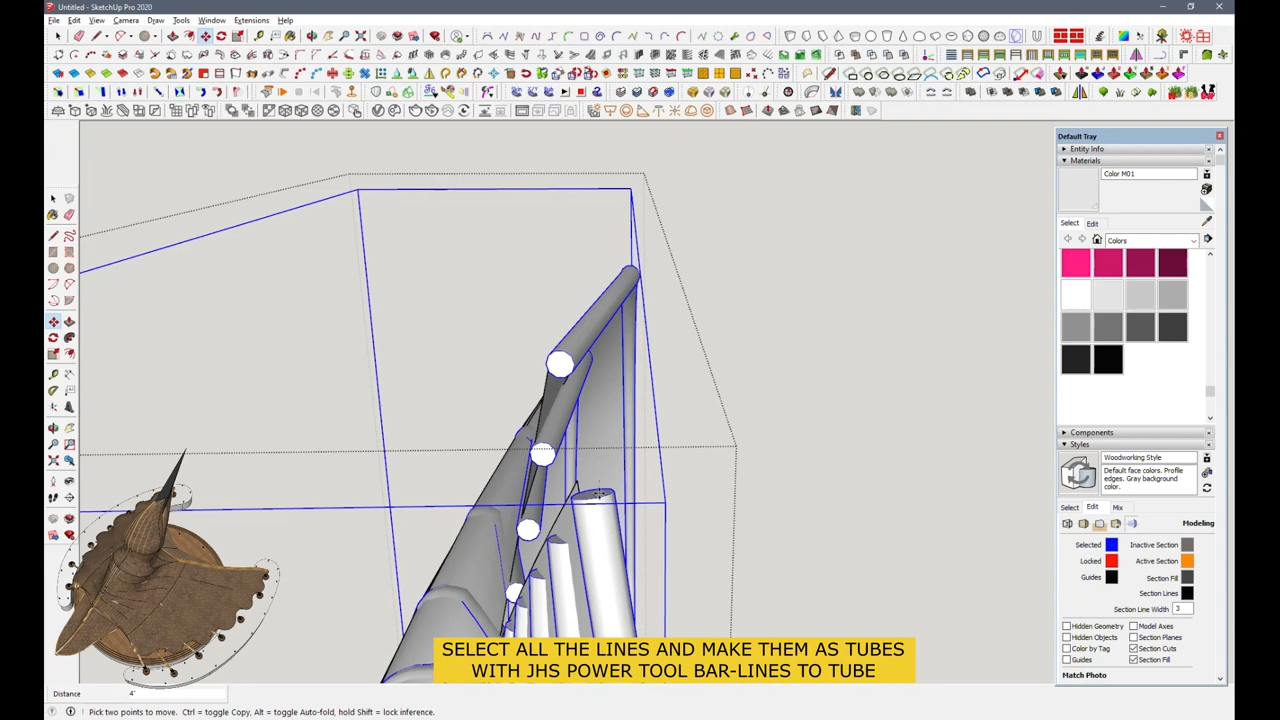 Untitled - SketchUp Pro 2020
File Edit View Camera Draw Tools Window Extensions Help
Default Tray
Entity Info
Materials
Color M01
Select Edit
Colors
Components
Styles
Woodworking Style
Default face colors. Profile
edges. Gray background
color.
Select Edit Mix
Modeling
Selected Inactive Section
Locked Active Section
Guides Section Fill
Section Lines
Section Line Width 3
Hidden Geometry Model Axes
Hidden Objects Section Planes
Color by Tag Section Cuts
Guides Section Fill
Match Photo
SELECT ALL THE LINES AND MAKE THEM AS TUBES
WITH JHS POWER TOOL BAR-LINES TO TUBE
Distance 4'
Pick two points to move. Ctrl = toggle Copy, Alt = toggle Auto-fold, hold Shift = lock inference.